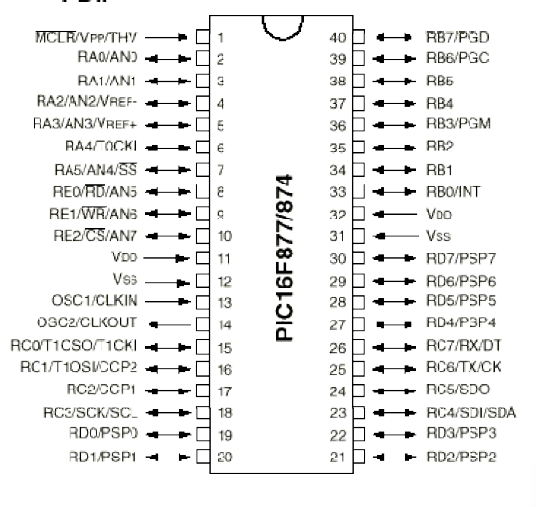 MCLR/VPP/THV 1 40 RB7/PGD
RA0/AN0 2 39 RB6/PGC
RA1/AN1 3 38 RB5
RA2/AN2/VREF- 4 37 RB4
RA3/AN3/VREF+ 5 36 RB3/PGM
RA4/T0CKI 6 35 RB2
RA5/AN4/SS 7 34 RB1
RE0/RD/AN5 8 33 RB0/INT
RE1/WR/AN6 9 32 VDD
RE2/CS/AN7 10 31 VSS
VDD 11 30 RD7/PSP7
VSS 12 29 RD6/PSP6
OSC1/CLKIN 13 28 RD5/PSP5
OSC2/CLKOUT 14 27 RD4/PSP4
RC0/T1OSO/T1CKI 15 26 RC7/RX/DT
RC1/T1OSI/CCP2 16 25 RC6/TX/CK
RC2/CCP1 17 24 RC5/SDO
RC3/SCK/SCL 18 23 RC4/SDI/SDA
RD0/PSP0 19 22 RD3/PSP3
RD1/PSP1 20 21 RD2/PSP2
PIC16F877/874